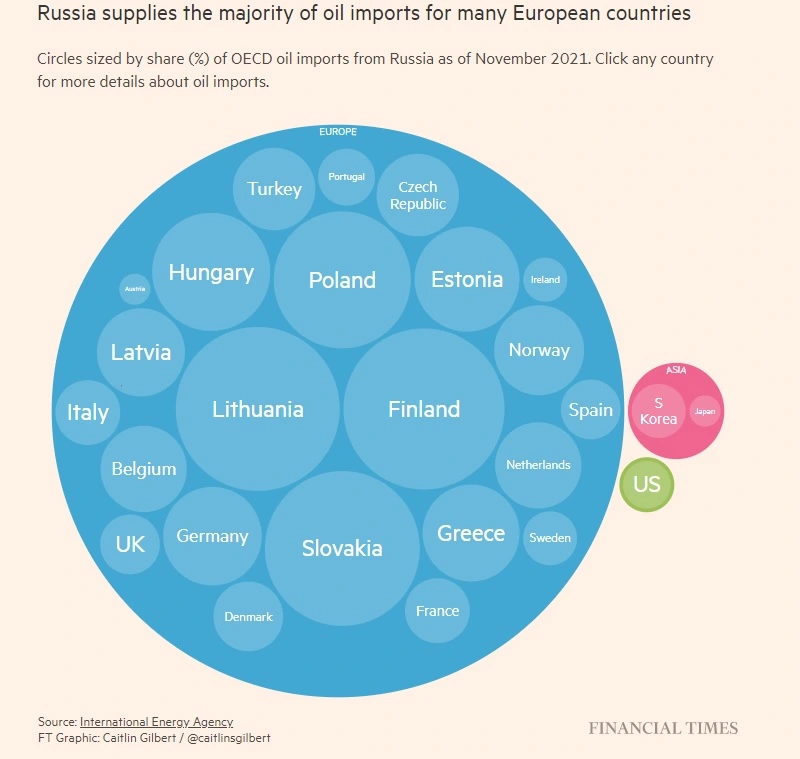 Russia supplies the majority of oil imports for many European countries
Circles sized by share (%) of OECD oil imports from Russia as of November 2021. Click any country
for more details about oil imports.
EUROPE
Turkey
Portugal
Czech
Republic
Hungary
Poland
Estonia
Ireland
Austria
Latvia
Norway
Lithuania
Finland
Italy
Spain
ASIA
S
Korea
Japan
Belgium
Netherlands
US
UK
Germany
Slovakia
Greece
Sweden
Denmark
France
Source: International Energy Agency
FT Graphic: Caitlin Gilbert / @caitlinsgilbert
FINANCIAL TIMES